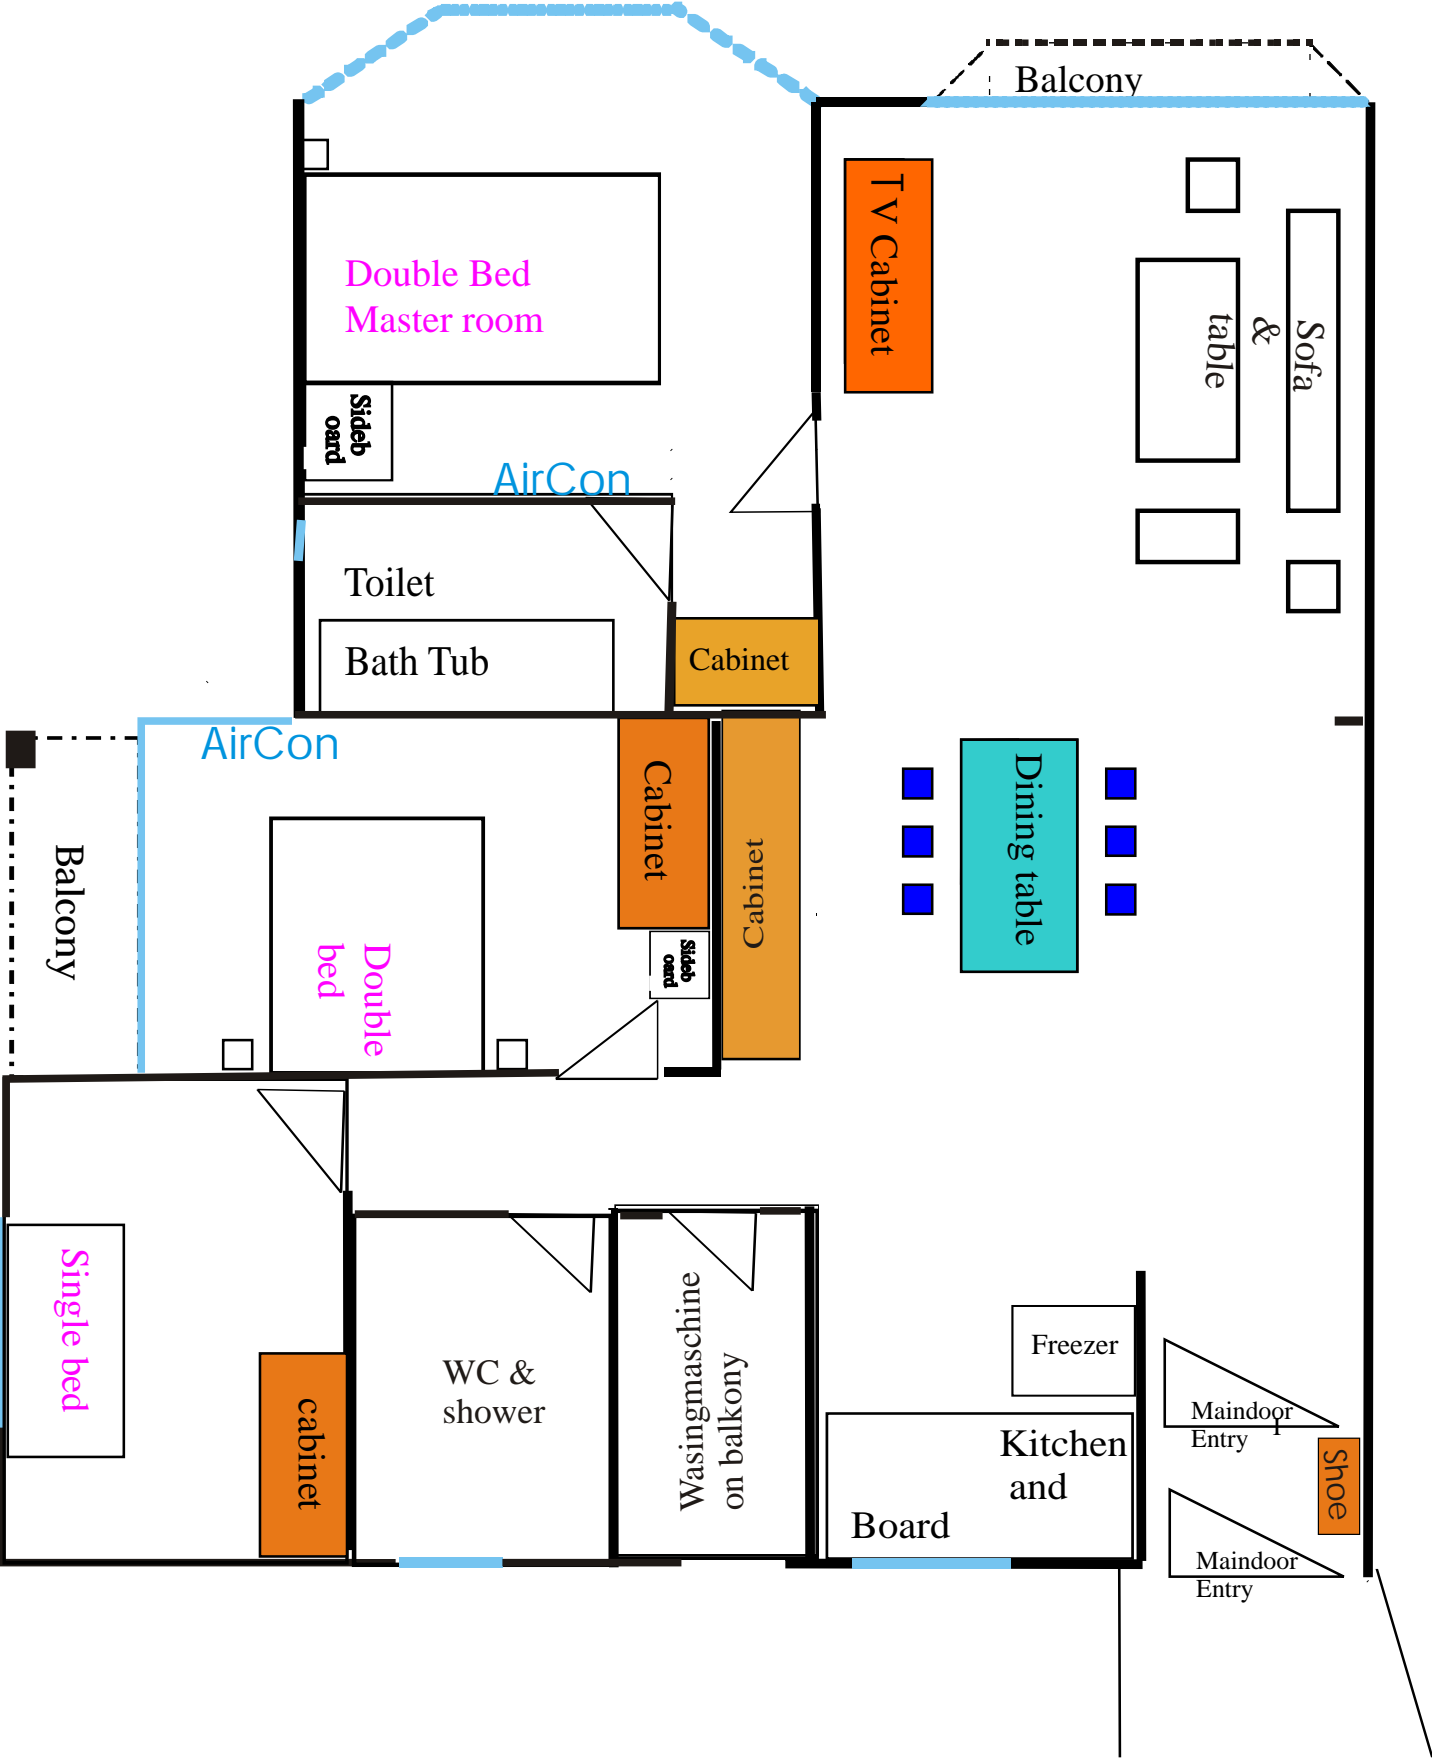 Balcony
TV Cabinet
Double Bed
Master room
Sofa
&
table
Sideb
oard
AirCon
Toilet
Bath Tub
Cabinet
AirCon
Cabinet
Cabinet
Dining table
Balcony
Double
bed
Sideb
oard
Single bed
cabinet
WC &
shower
Wasingmaschine
on balkony
Freezer
Kitchen
and
Board
Maindoor
Entry
Shoe
Maindoor
Entry